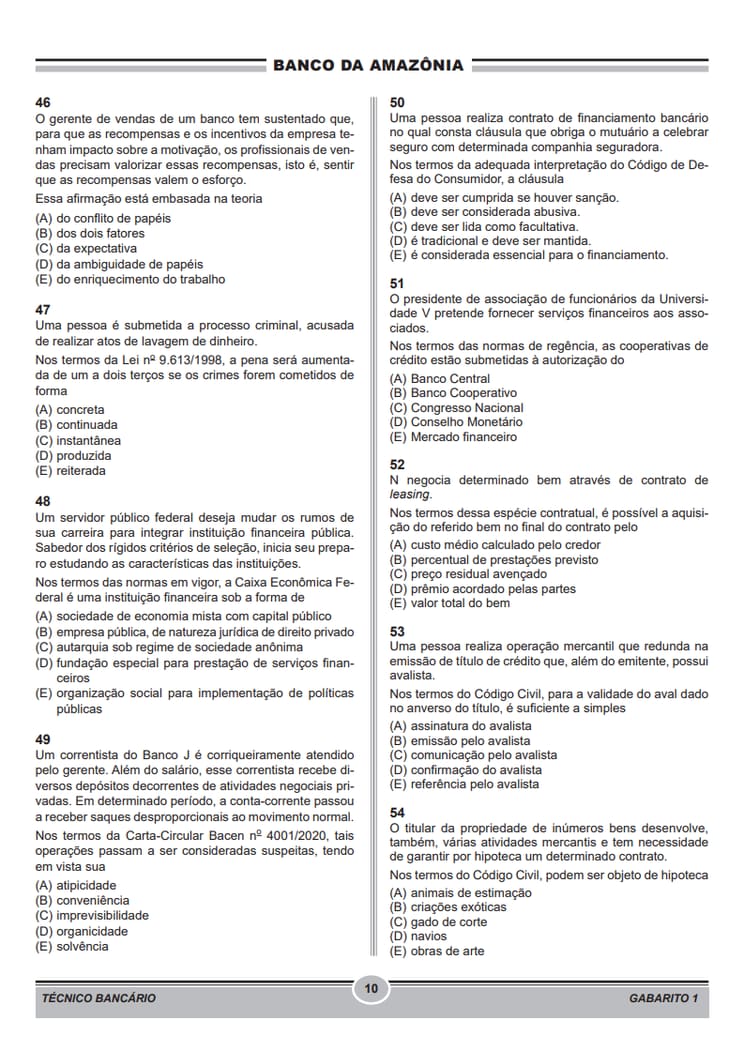 BANCO DA AMAZÔNIA
46
O gerente de vendas de um banco tem sustentado que,
para que as recompensas e os incentivos da empresa te-
nham impacto sobre a motivação, os profissionais de ven-
das precisam valorizar essas recompensas, isto é, sentir
que as recompensas valem o esforço.
Essa afirmação está embasada na teoria
(A) do conflito de papéis
(B) dos dois fatores
(C) da expectativa
(D) da ambiguidade de papéis
(E) do enriquecimento do trabalho
47
Uma pessoa é submetida a processo criminal, acusada
de realizar atos de lavagem de dinheiro.
Nos termos da Lei nº 9.613/1998, a pena será aumenta-
da de um a dois terços se os crimes forem cometidos de
forma
(A) concreta
(B) continuada
(C) instantânea
(D) produzida
(E) reiterada
48
Um servidor público federal deseja mudar os rumos de
sua carreira para integrar instituição financeira pública.
Sabedor dos rígidos critérios de seleção, inicia seu prepa-
ro estudando as características das instituições.
Nos termos das normas em vigor, a Caixa Econômica Fe-
deral é uma instituição financeira sob a forma de
(A) sociedade de economia mista com capital público
(B) empresa pública, de natureza jurídica de direito privado
(C) autarquia sob regime de sociedade anônima
(D) fundação especial para prestação de serviços finan-
ceiros
(E) organização social para implementação de políticas
públicas
49
Um correntista do Banco J é corriqueiramente atendido
pelo gerente. Além do salário, esse correntista recebe di-
versos depósitos decorrentes de atividades negociais pri-
vadas. Em determinado período, a conta-corrente passou
a receber saques desproporcionais ao movimento normal.
Nos termos da Carta-Circular Bacen nº 4001/2020, tais
operações passam a ser consideradas suspeitas, tendo
em vista sua
(A) atipicidade
(B) conveniência
(C) imprevisibilidade
(D) organicidade
(E) solvência
50
Uma pessoa realiza contrato de financiamento bancário
no qual consta cláusula que obriga o mutuário a celebrar
seguro com determinada companhia seguradora.
Nos termos da adequada interpretação do Código de De-
fesa do Consumidor, a cláusula
(A) deve ser cumprida se houver sanção.
(B) deve ser considerada abusiva.
(C) deve ser lida como facultativa.
(D) é tradicional e deve ser mantida.
(E) é considerada essencial para o financiamento.
51
O presidente de associação de funcionários da Universi-
dade V pretende fornecer serviços financeiros aos asso-
ciados.
Nos termos das normas de regência, as cooperativas de
crédito estão submetidas à autorização do
(A) Banco Central
(B) Banco Cooperativo
(C) Congresso Nacional
(D) Conselho Monetário
(E) Mercado financeiro
52
N negocia determinado bem através de contrato de
leasing.
Nos termos dessa espécie contratual, é possível a aquisi-
ção do referido bem no final do contrato pelo
(A) custo médio calculado pelo credor
(B) percentual de prestações previsto
(C) preço residual avençado
(D) prêmio acordado pelas partes
(E) valor total do bem
53
Uma pessoa realiza operação mercantil que redunda na
emissão de título de crédito que, além do emitente, possui
avalista.
Nos termos do Código Civil, para a validade do aval dado
no anverso do título, é suficiente a simples
(A) assinatura do avalista
(B) emissão pelo avalista
(C) comunicação pelo avalista
(D) confirmação do avalista
(E) referência pelo avalista
54
O titular da propriedade de inúmeros bens desenvolve,
também, várias atividades mercantis e tem necessidade
de garantir por hipoteca um determinado contrato.
Nos termos do Código Civil, podem ser objeto de hipoteca
(A) animais de estimação
(B) criações exóticas
(C) gado de corte
(D) navios
(E) obras de arte
TÉCNICO BANCÁRIO
10
GABARITO 1